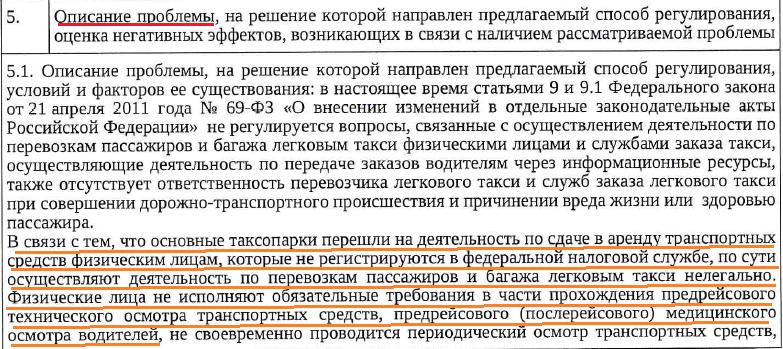 5. Описание проблемы, на решение которой направлен предлагаемый способ регулирования,
оценка негативных эффектов, возникающих в связи с наличием рассматриваемой проблемы
5.1. Описание проблемы, на решение которой направлен предлагаемый способ регулирования,
условий и факторов ее существования: в настоящее время статьями 9 и 9.1 Федерального закона
от 21 апреля 2011 года № 69-ФЗ «О внесении изменений в отдельные законодательные акты
Российской Федерации» не регулируется вопросы, связанные с осуществлением деятельности по
перевозкам пассажиров и багажа легковым такси физическими лицами и службами заказа такси,
осуществляющие деятельность по передаче заказов водителям через информационные ресурсы,
также отсутствует ответственность перевозчика легкового такси и служб заказа легкового такси
при совершении дорожно-транспортного происшествия и причинении вреда жизни или здоровью
пассажира.
В связи с тем, что основные таксопарки перешли на деятельность по сдаче в аренду транспортных
средств физическим лицам, которые не регистрируются в федеральной налоговой службе, по сути
осуществляют деятельность по перевозкам пассажиров и багажа легковым такси нелегально.
Физические лица не исполняют обязательные требования в части прохождения предрейсового
технического осмотра транспортных средств, предрейсового (послерейсового) медицинского
осмотра водителей, не своевременно проводится периодический осмотр транспортных средств,